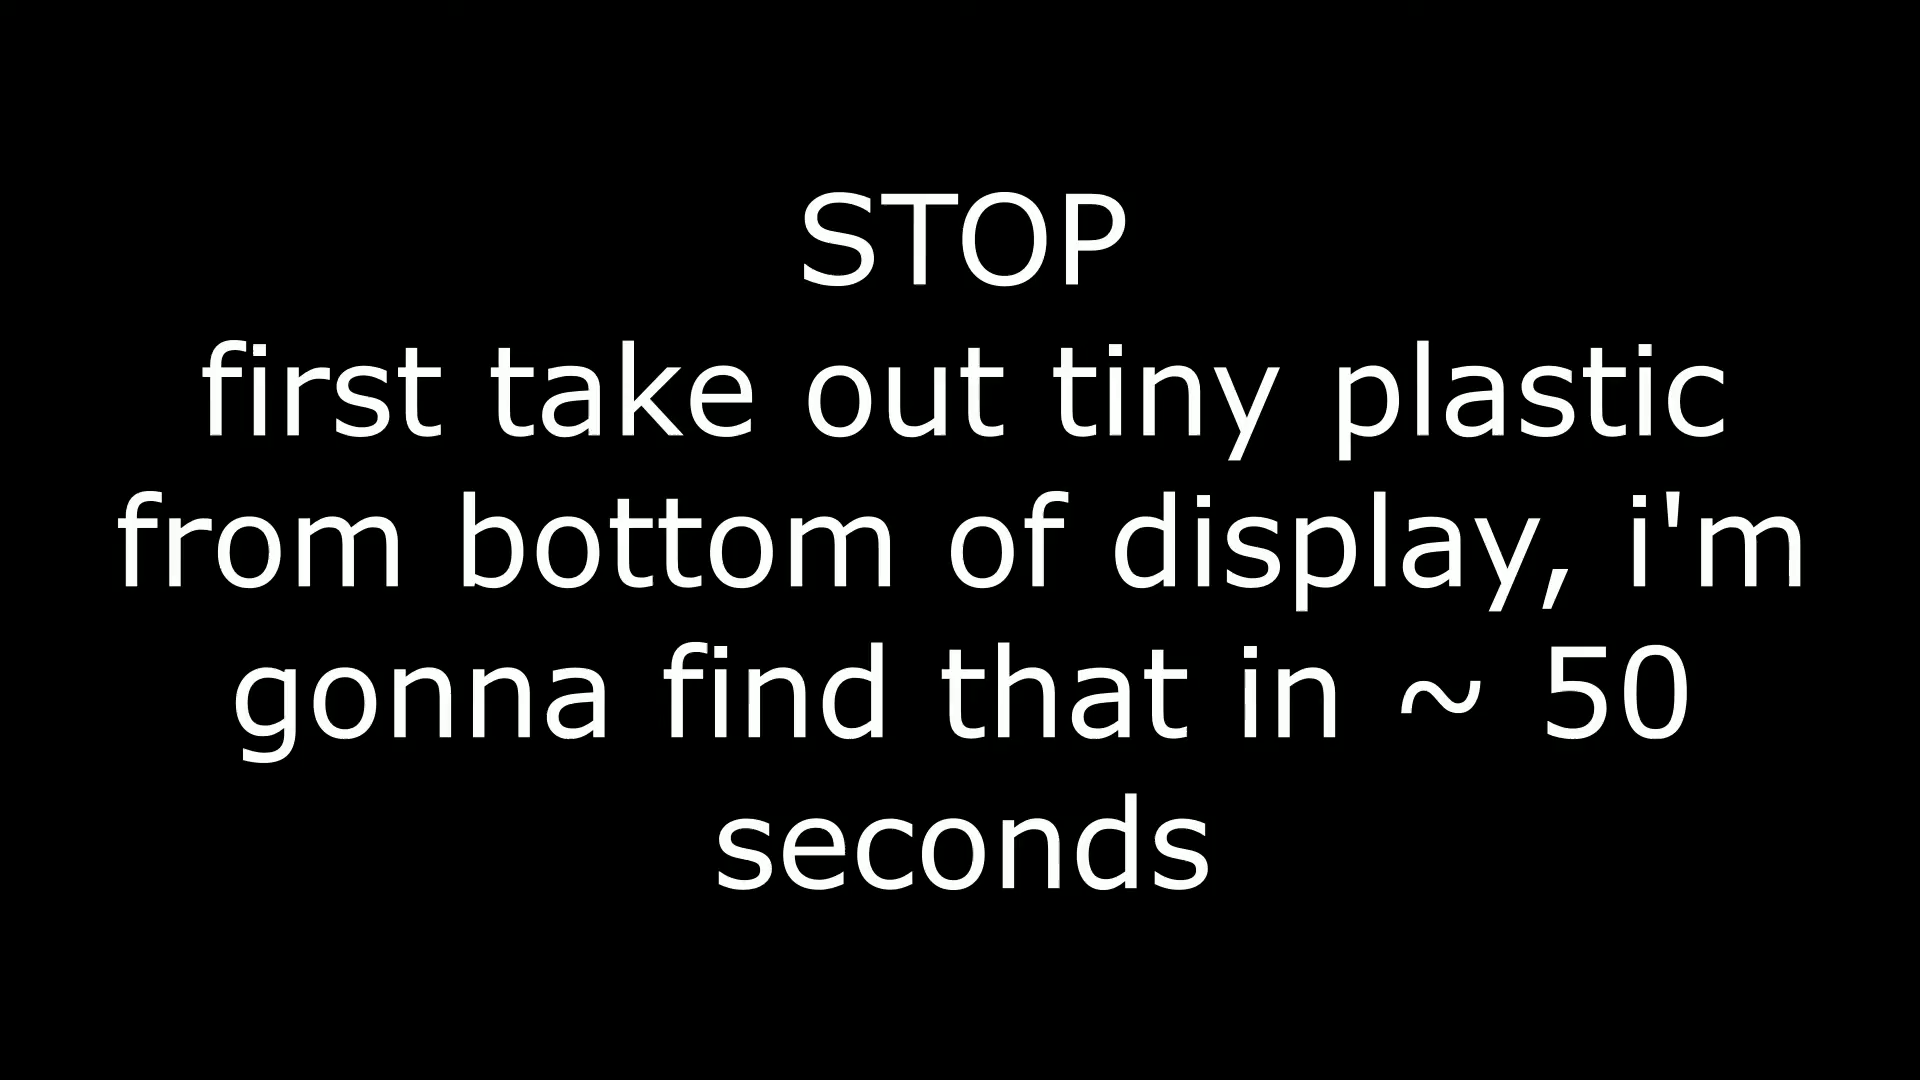 STOP
first take out tiny plastic
from bottom of display, i'm
gonna find that in ~ 50
seconds